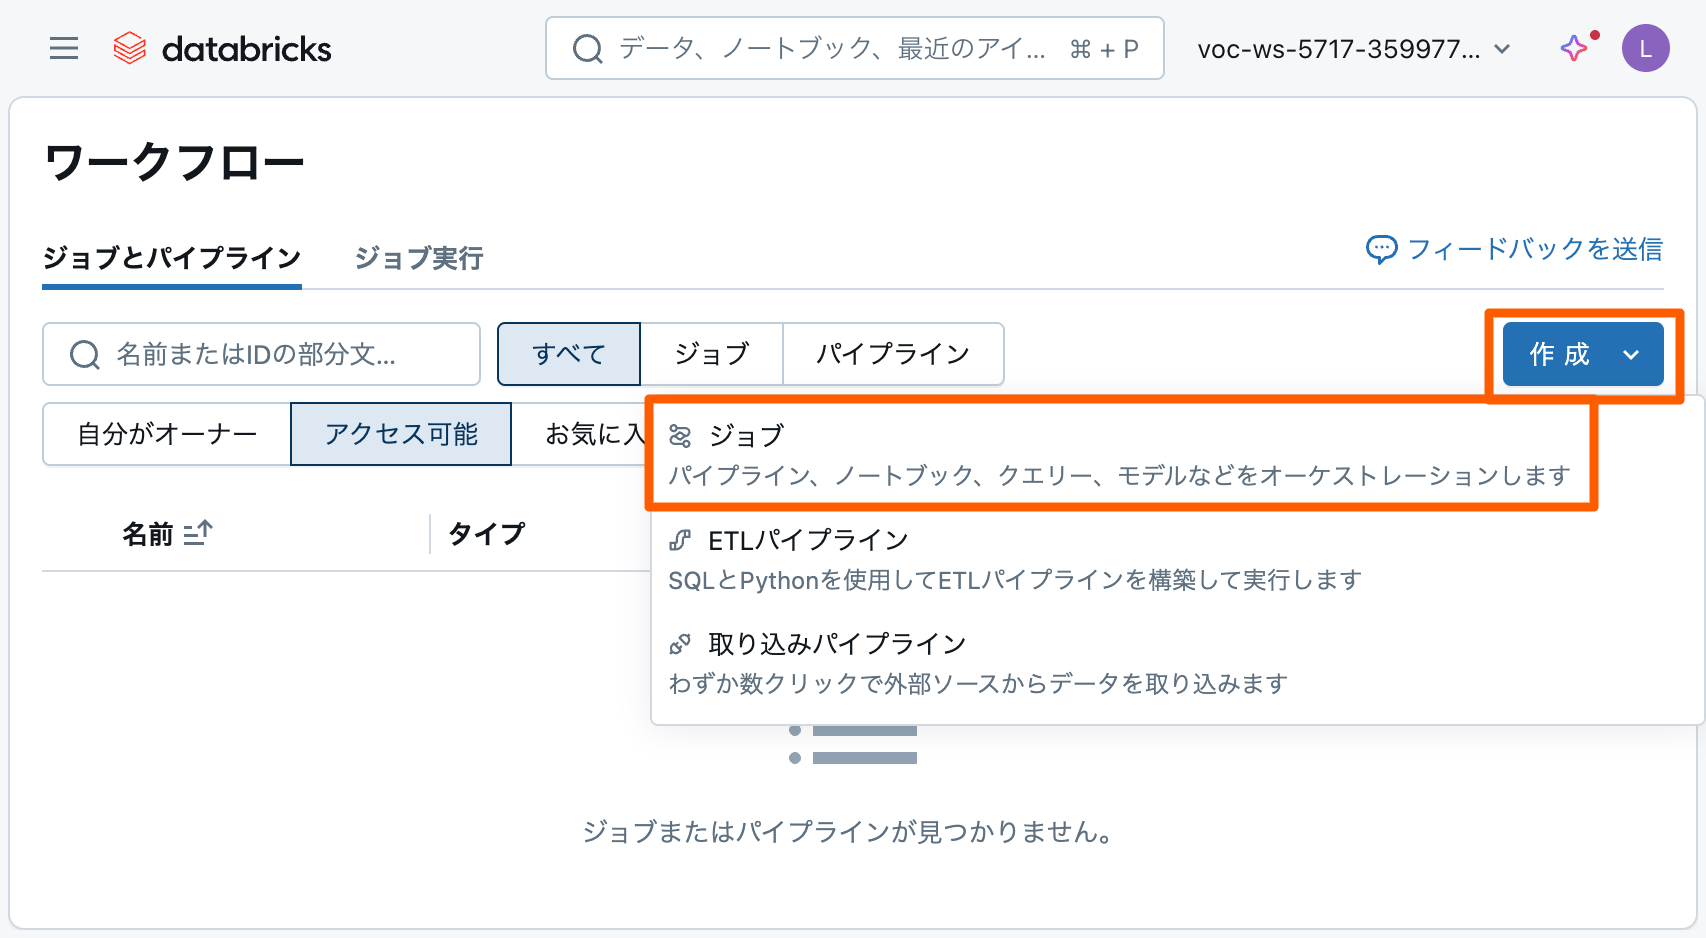 databricks
データ、ノートブック、最近のアイ... ⌘ + P
voc-ws-5717-359977...
L
ワークフロー
ジョブとパイプライン
ジョブ実行
フィードバックを送信
名前またはIDの部分文...
すべて
ジョブ
パイプライン
作成
自分がオーナー
アクセス可能
お気に入
ジョブ
パイプライン、ノートブック、クエリー、モデルなどをオーケストレーションします
名前
タイプ
ETLパイプライン
SQLとPythonを使用してETLパイプラインを構築して実行します
取り込みパイプライン
わずか数クリックで外部ソースからデータを取り込みます
ジョブまたはパイプラインが見つかりません。